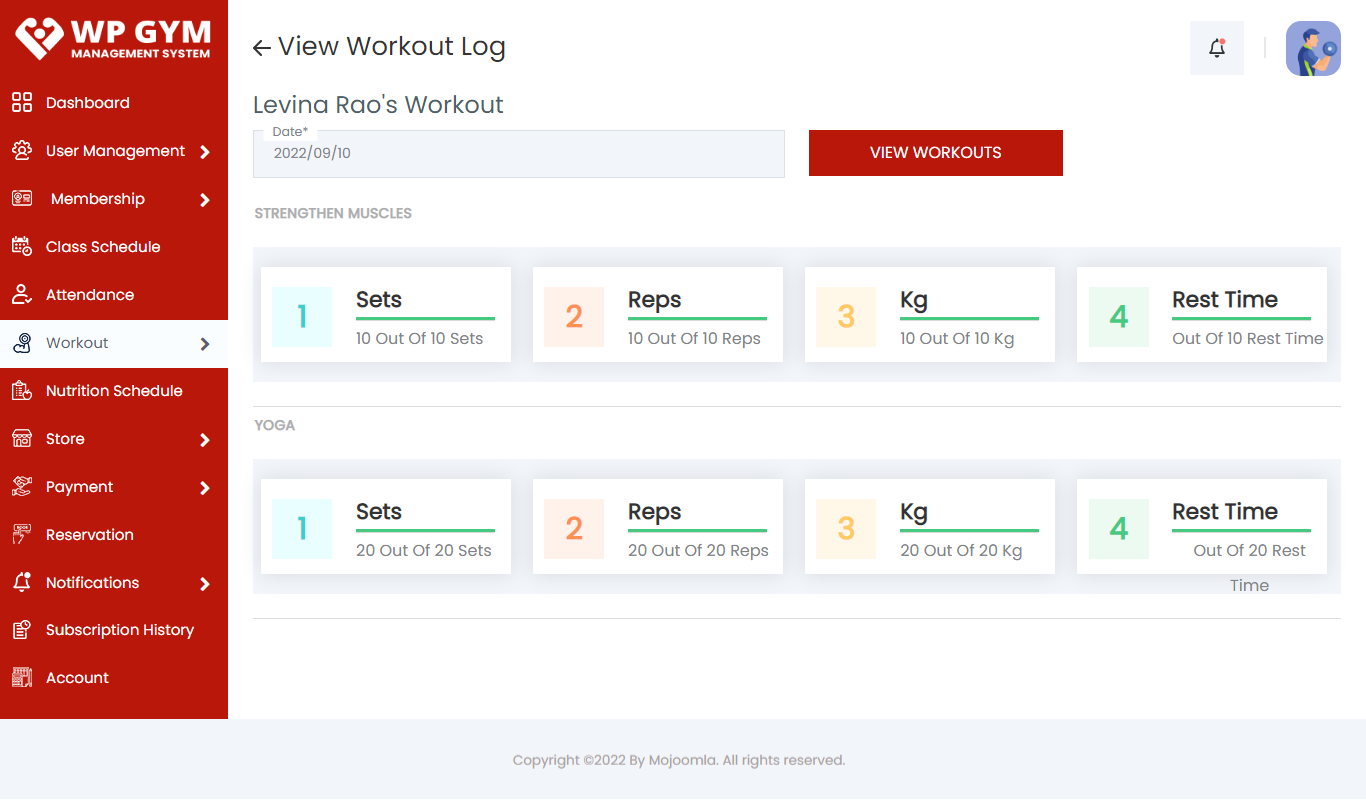 WP GYM
MANAGEMENT SYSTEM
Dashboard
User Management
Membership
Class Schedule
Attendance
Workout
Nutrition Schedule
Store
Payment
Reservation
Notifications
Subscription History
Account
View Workout Log
Levina Rao's Workout
Date*
2022/09/10
VIEW WORKOUTS
STRENGTHEN MUSCLES
1
Sets
10 Out Of 10 Sets
2
Reps
10 Out Of 10 Reps
3
Kg
10 Out Of 10 Kg
4
Rest Time
Out Of 10 Rest Time
YOGA
1
Sets
20 Out Of 20 Sets
2
Reps
20 Out Of 20 Reps
3
Kg
20 Out Of 20 Kg
4
Rest Time
Out Of 20 Rest
Time
Copyright ©2022 By Mojoomla. All rights reserved.